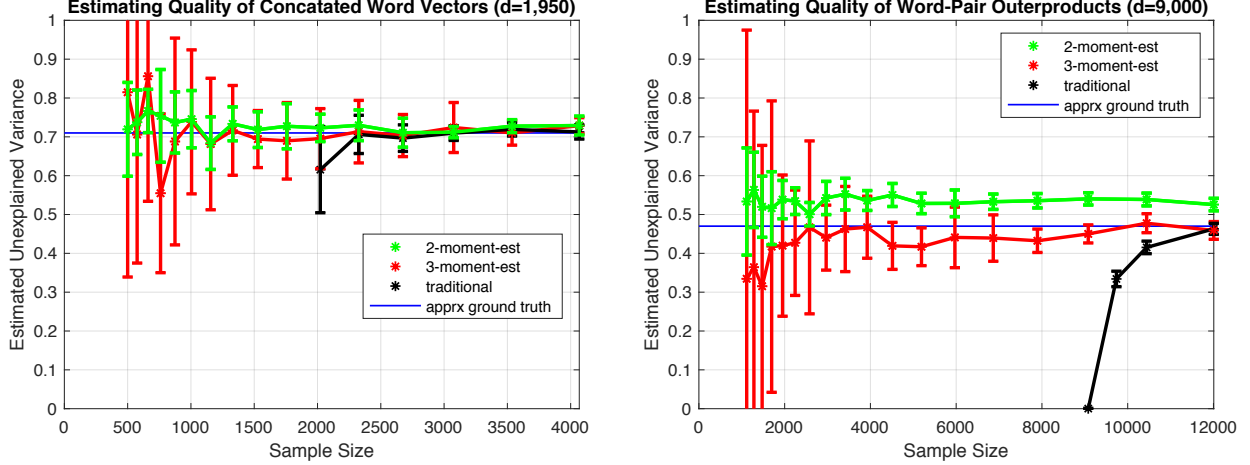 Estimating Quality of Concatated Word Vectors (d=1,950)
1
0.9
0.8
0.7
0.6
0.5
0.4
0.3
0.2
0.1
0
Estimated Unexplained Variance
2-moment-est
3-moment-est
traditional
apprx ground truth
0 500 1000 1500 2000 2500 3000 3500 4000
Sample Size
Estimating Quality of Word-Pair Outerproducts (d=9,000)
1
0.9
0.8
0.7
0.6
0.5
0.4
0.3
0.2
0.1
0
Estimated Unexplained Variance
2-moment-est
3-moment-est
traditional
apprx ground truth
0 2000 4000 6000 8000 10000 12000
Sample Size